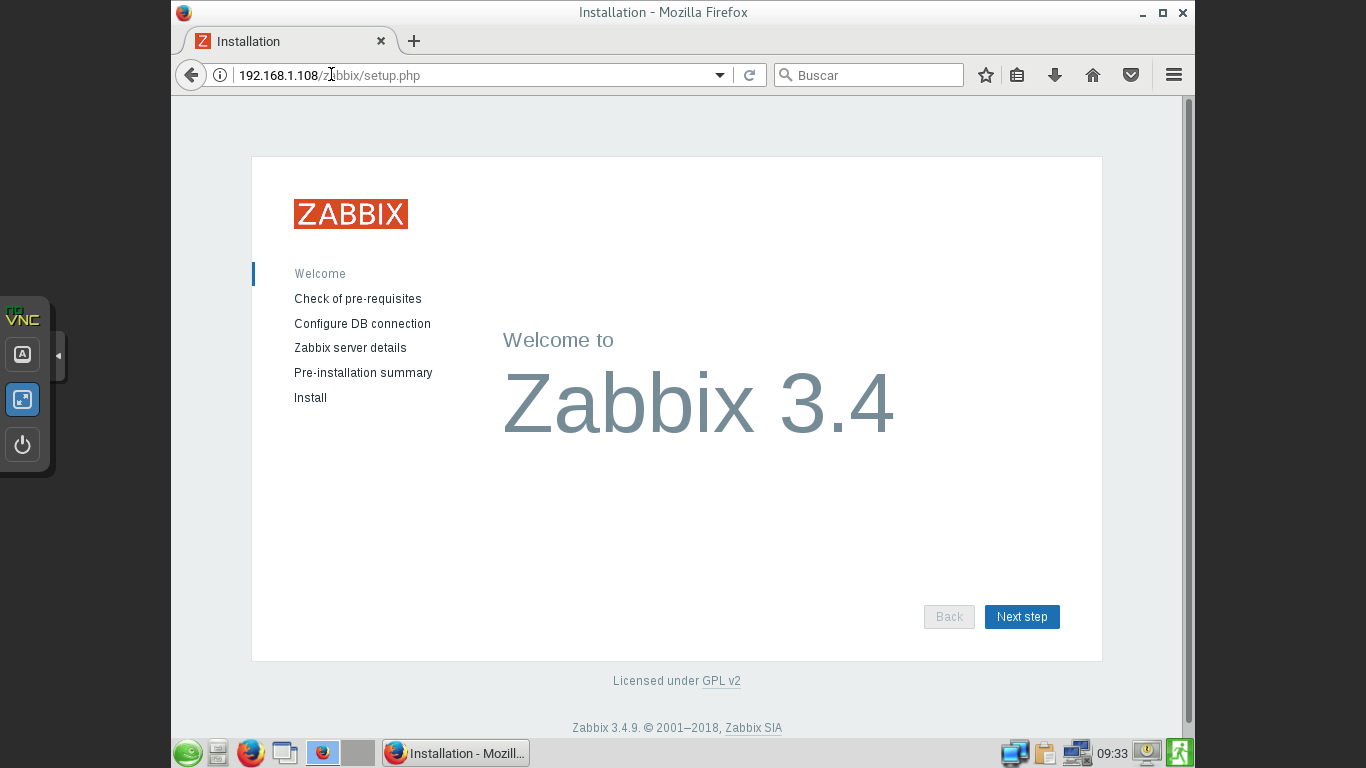 Installation - Mozilla Firefox
Installation
192.168.1.108/zabbix/setup.php
Buscar
ZABBIX
Welcome
Check of pre-requisites
Configure DB connection
Zabbix server details
Pre-installation summary
Install
Welcome to
Zabbix 3.4
Back
Next step
Licensed under GPL v2
Zabbix 3.4.9. © 2001–2018, Zabbix SIA
no
VNC
A
Installation - Mozill...
09:33